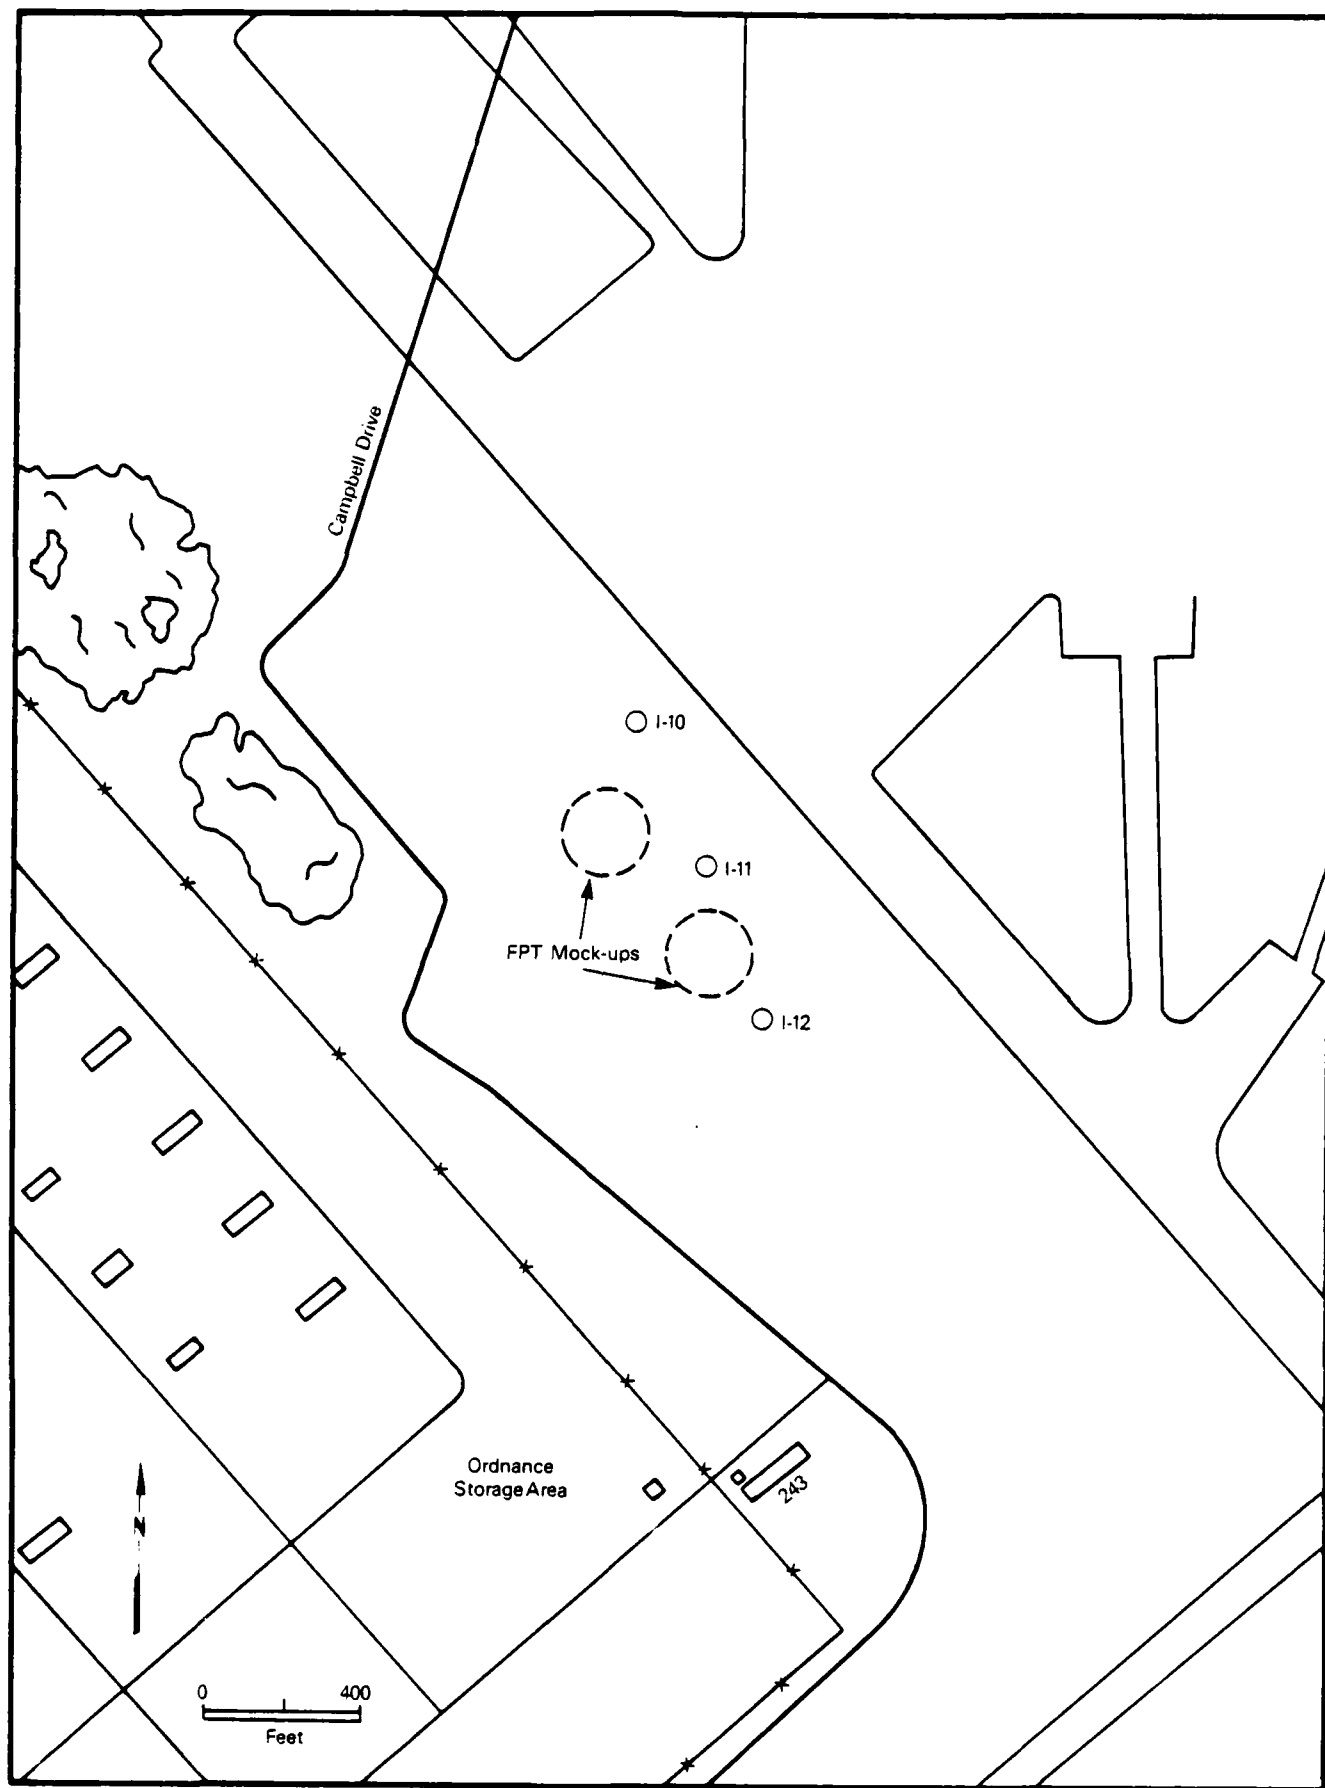 Campbell Drive
I-10
I-11
FPT Mock-ups
I-12
Ordnance
Storage Area
243
N
0 400
Feet